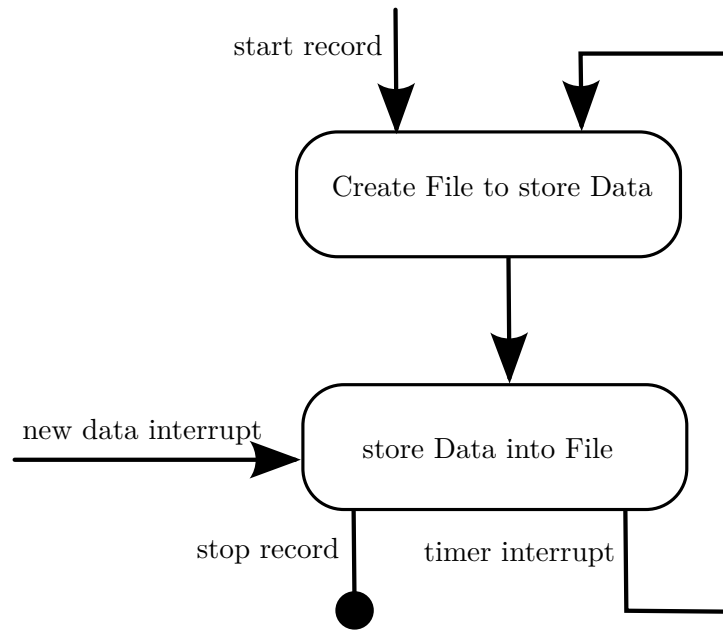 start record
Create File to store Data
new data interrupt
store Data into File
stop record
timer interrupt